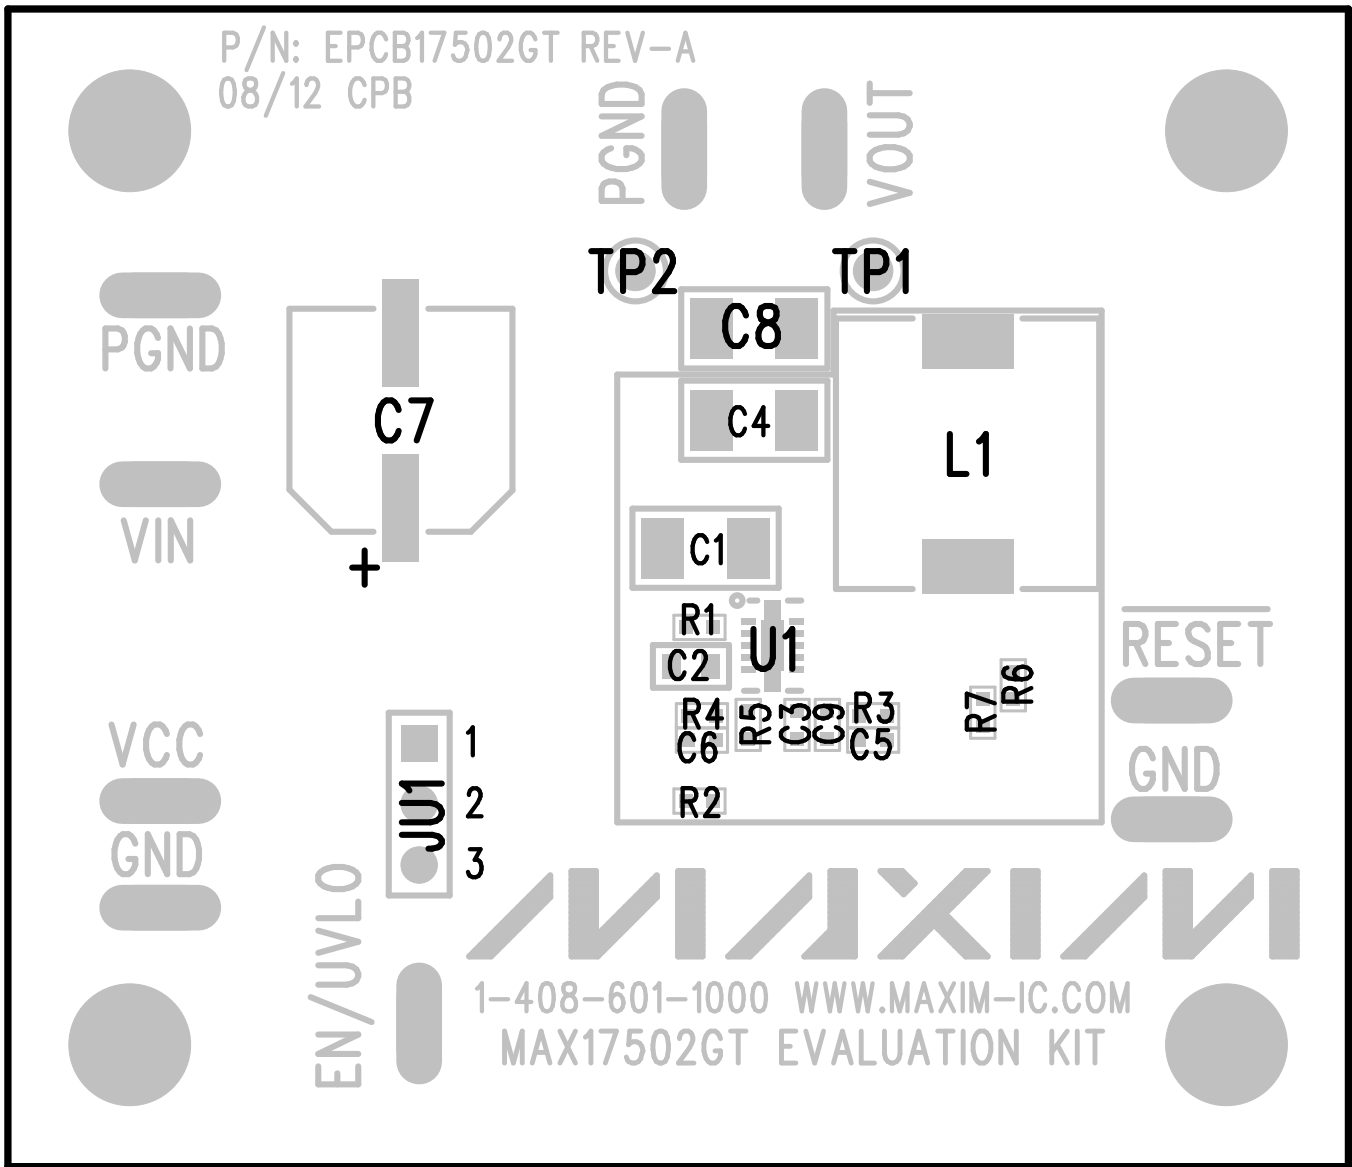 P/N: EPCB17502GT REV-A
08/12 CPB
PGND
VOUT
TP2
TP1
PGND
C8
C7
C4
L1
VIN
+
C1
R1
U1
C2
RESET
R6
R7
R4
R5
C3
C9
R3
C6
C5
VCC
1
GND
JU1
2
R2
GND
3
EN/UVLO
MAXIM
1-408-601-1000 WWW.MAXIM-IC.COM
MAX17502GT EVALUATION KIT